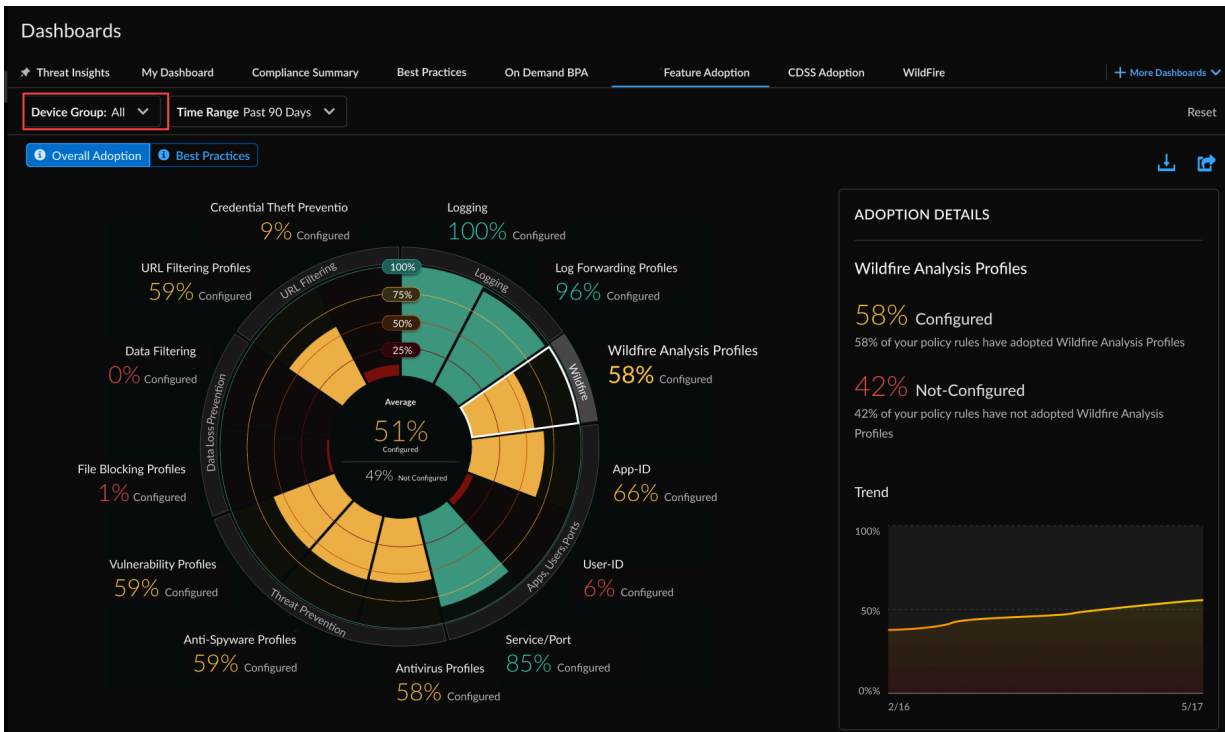 Dashboards
Threat Insights
My Dashboard
Compliance Summary
Best Practices
On Demand BPA
Feature Adoption
CDSS Adoption
WildFire
More Dashboards
Device Group: All
Time Range Past 90 Days
Reset
Overall Adoption
Best Practices
Credential Theft Preventio
9% Configured
Logging
100% Configured
URL Filtering Profiles
59% Configured
Log Forwarding Profiles
96% Configured
Data Filtering
0% Configured
Wildfire Analysis Profiles
58% Configured
File Blocking Profiles
1% Configured
App-ID
66% Configured
Vulnerability Profiles
59% Configured
User-ID
6% Configured
Anti-Spyware Profiles
59% Configured
Antivirus Profiles
58% Configured
Service/Port
85% Configured
URL Filtering
Logging
Wildfire
Apps, Users,Ports
Threat Prevention
Data Loss Prevention
100%
75%
50%
25%
Average
51%
Configured
49% Not Configured
ADOPTION DETAILS
Wildfire Analysis Profiles
58% Configured
58% of your policy rules have adopted Wildfire Analysis Profiles
42% Not-Configured
42% of your policy rules have not adopted Wildfire Analysis
Profiles
Trend
100%
50%
0%%
2/16
5/17